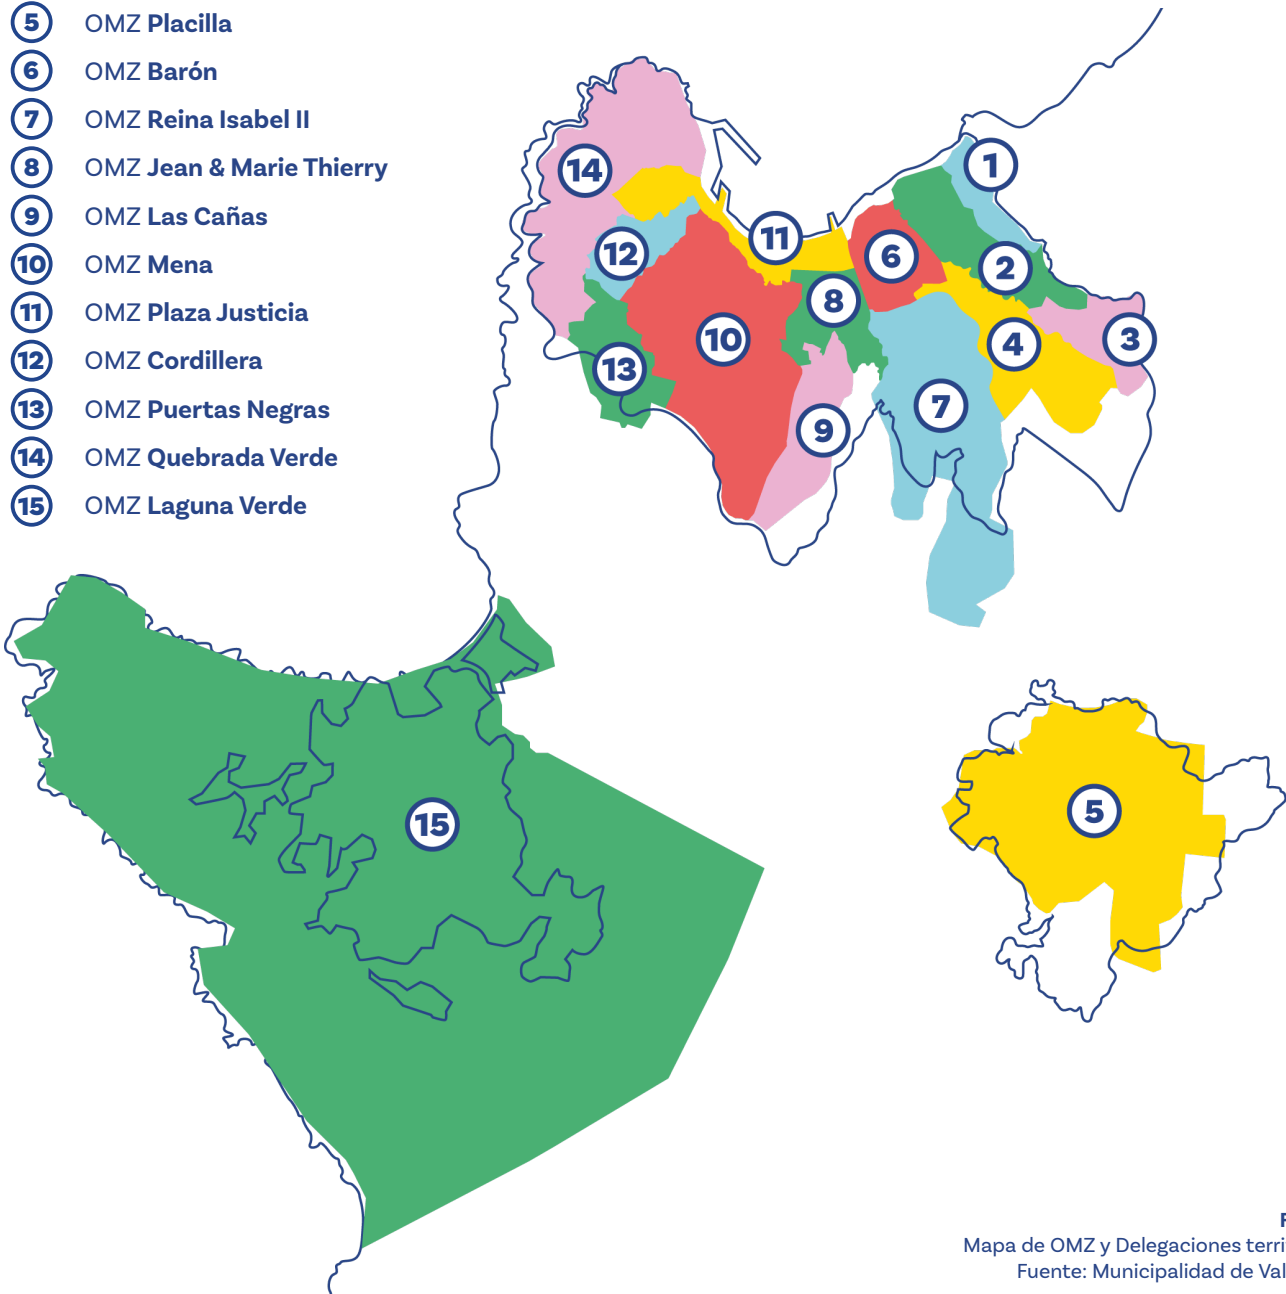 5 OMZ Placilla
6 OMZ Barón
7 OMZ Reina Isabel II
8 OMZ Jean & Marie Thierry
9 OMZ Las Cañas
10 OMZ Mena
11 OMZ Plaza Justicia
12 OMZ Cordillera
13 OMZ Puertas Negras
14 OMZ Quebrada Verde
15 OMZ Laguna Verde
14
1
12
11
6
2
8
10
4
3
13
7
9
15
5
Mapa de OMZ y Delegaciones
Fuente: Municipalidad de